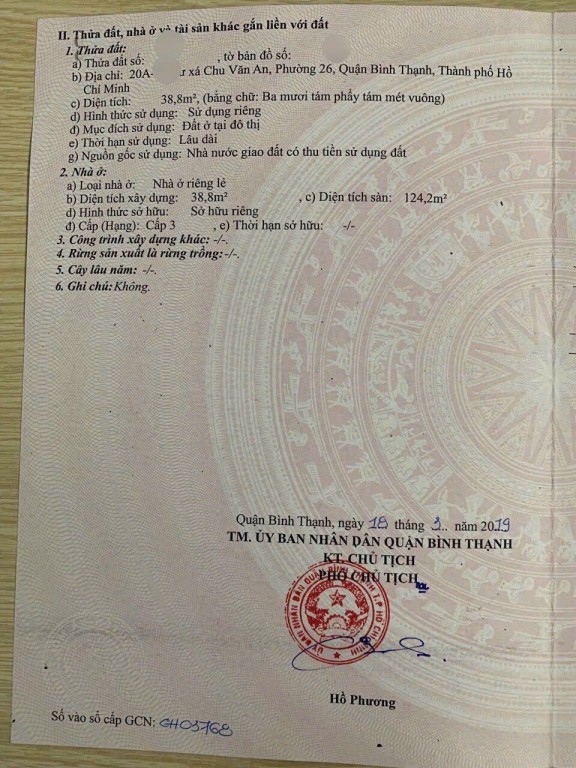 II. Thửa đất, nhà ở và tài sản khác gắn liền với đất
1. Thửa đất:
a) Thửa đất số: , tờ bản đồ số:
b) Địa chỉ: 20A- ư xá Chu Văn An, Phường 26, Quận Bình Thạnh, Thành phố Hồ
Chí Minh
c) Diện tích: 38,8m², (bằng chữ: Ba mươi tám phẩy tám mét vuông)
d) Hình thức sử dụng: Sử dụng riêng
đ) Mục đích sử dụng: Đất ở tại đô thị
e) Thời hạn sử dụng: Lâu dài
g) Nguồn gốc sử dụng: Nhà nước giao đất có thu tiền sử dụng đất
2. Nhà ở:
a) Loại nhà ở: Nhà ở riêng lẻ
b) Diện tích xây dựng: 38,8m² , c) Diện tích sàn: 124,2m²
d) Hình thức sở hữu: Sở hữu riêng
đ) Cấp (Hạng): Cấp 3 , e) Thời hạn sở hữu: -/-
3. Công trình xây dựng khác: -/-.
4. Rừng sản xuất là rừng trồng:-/-.
5. Cây lâu năm: -/-.
6. Ghi chú: Không.
Quận Bình Thạnh, ngày 18 tháng 3.. năm 2019
TM. ỦY BAN NHÂN DÂN QUẬN BÌNH THẠNH
KT. CHỦ TỊCH
PHÓ CHỦ TỊCH
Hồ Phương
Số vào sổ cấp GCN: CH03768